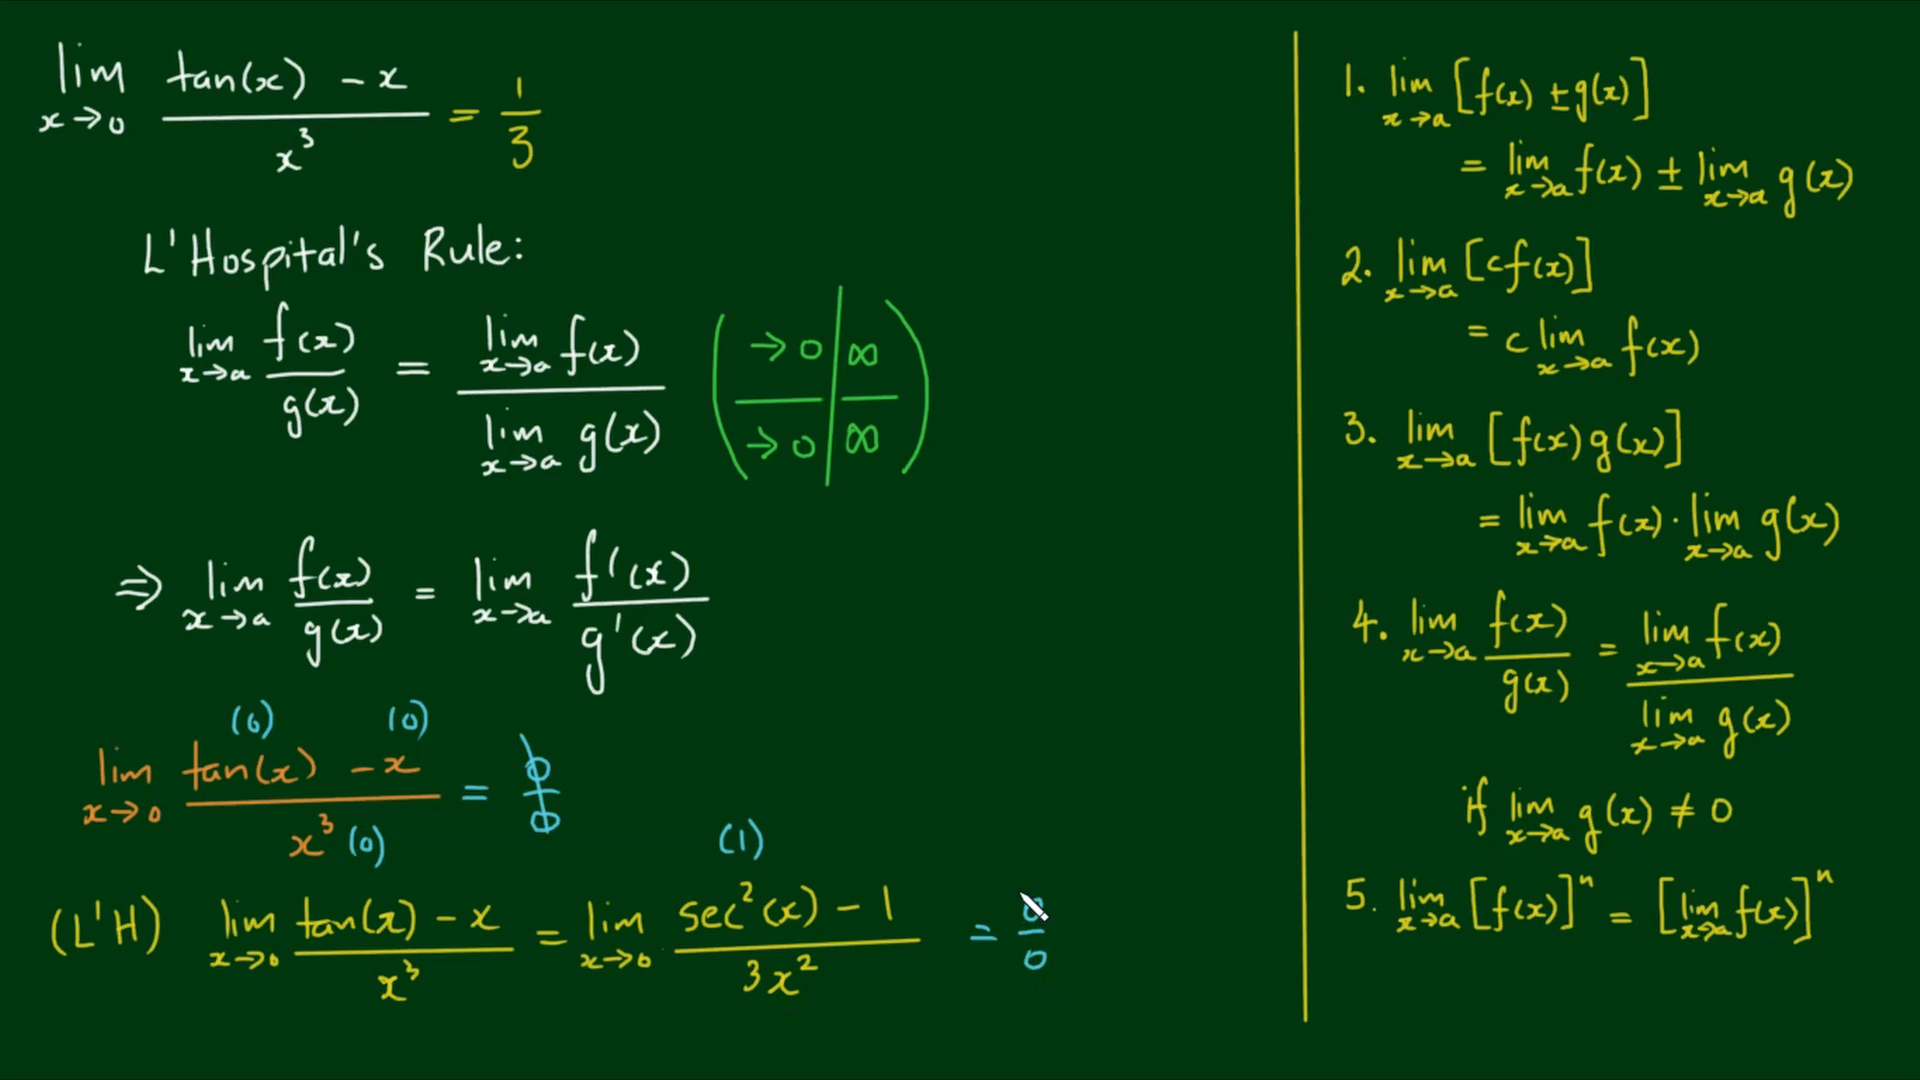 lim x→0 (tan(x) − x)/x³ = 1/3
L'Hospital's Rule:
lim x→a f(x)/g(x) = lim x→a f(x) / lim x→a g(x) (→0/→0 | ∞/∞)
⇒ lim x→a f(x)/g(x) = lim x→a f'(x)/g'(x)
(0) (0)
lim x→0 (tan(x) − x)/x³ (0) = 0/0
(1)
(L'H) lim x→0 (tan(x) − x)/x³ = lim x→0 (sec²(x) − 1)/3x² = 0/0
1. lim x→a [f(x) ± g(x)]
= lim x→a f(x) ± lim x→a g(x)
2. lim x→a [cf(x)]
= c lim x→a f(x)
3. lim x→a [f(x) g(x)]
= lim x→a f(x) · lim x→a g(x)
4. lim x→a f(x)/g(x) = lim x→a f(x) / lim x→a g(x)
if lim x→a g(x) ≠ 0
5. lim x→a [f(x)]ⁿ = [lim x→a f(x)]ⁿ